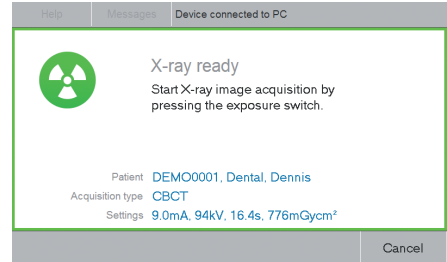 Help Messages Device connected to PC
X-ray ready
Start X-ray image acquisition by
pressing the exposure switch.
Patient DEMO0001, Dental, Dennis
Acquisition type CBCT
Settings 9.0mA, 94kV, 16.4s, 776mGycm²
Cancel